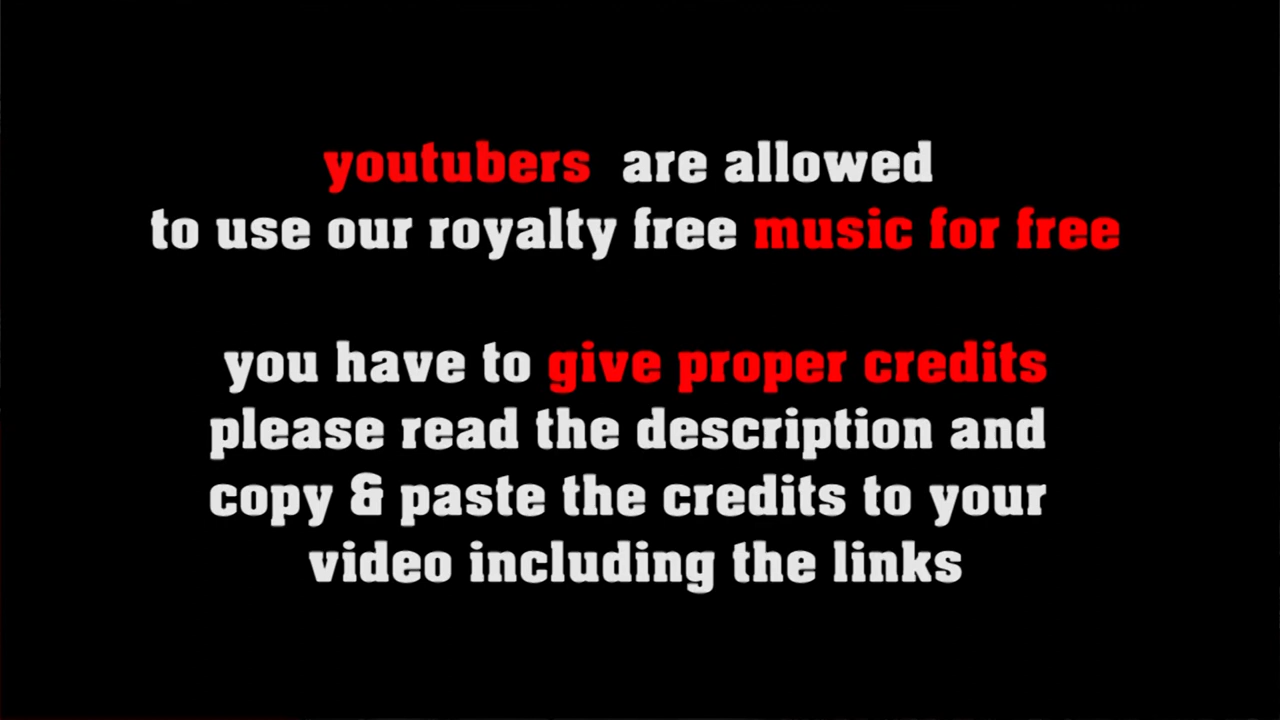 youtubers are allowed
to use our royalty free music for free
you have to give proper credits
please read the description and
copy & paste the credits to your
video including the links